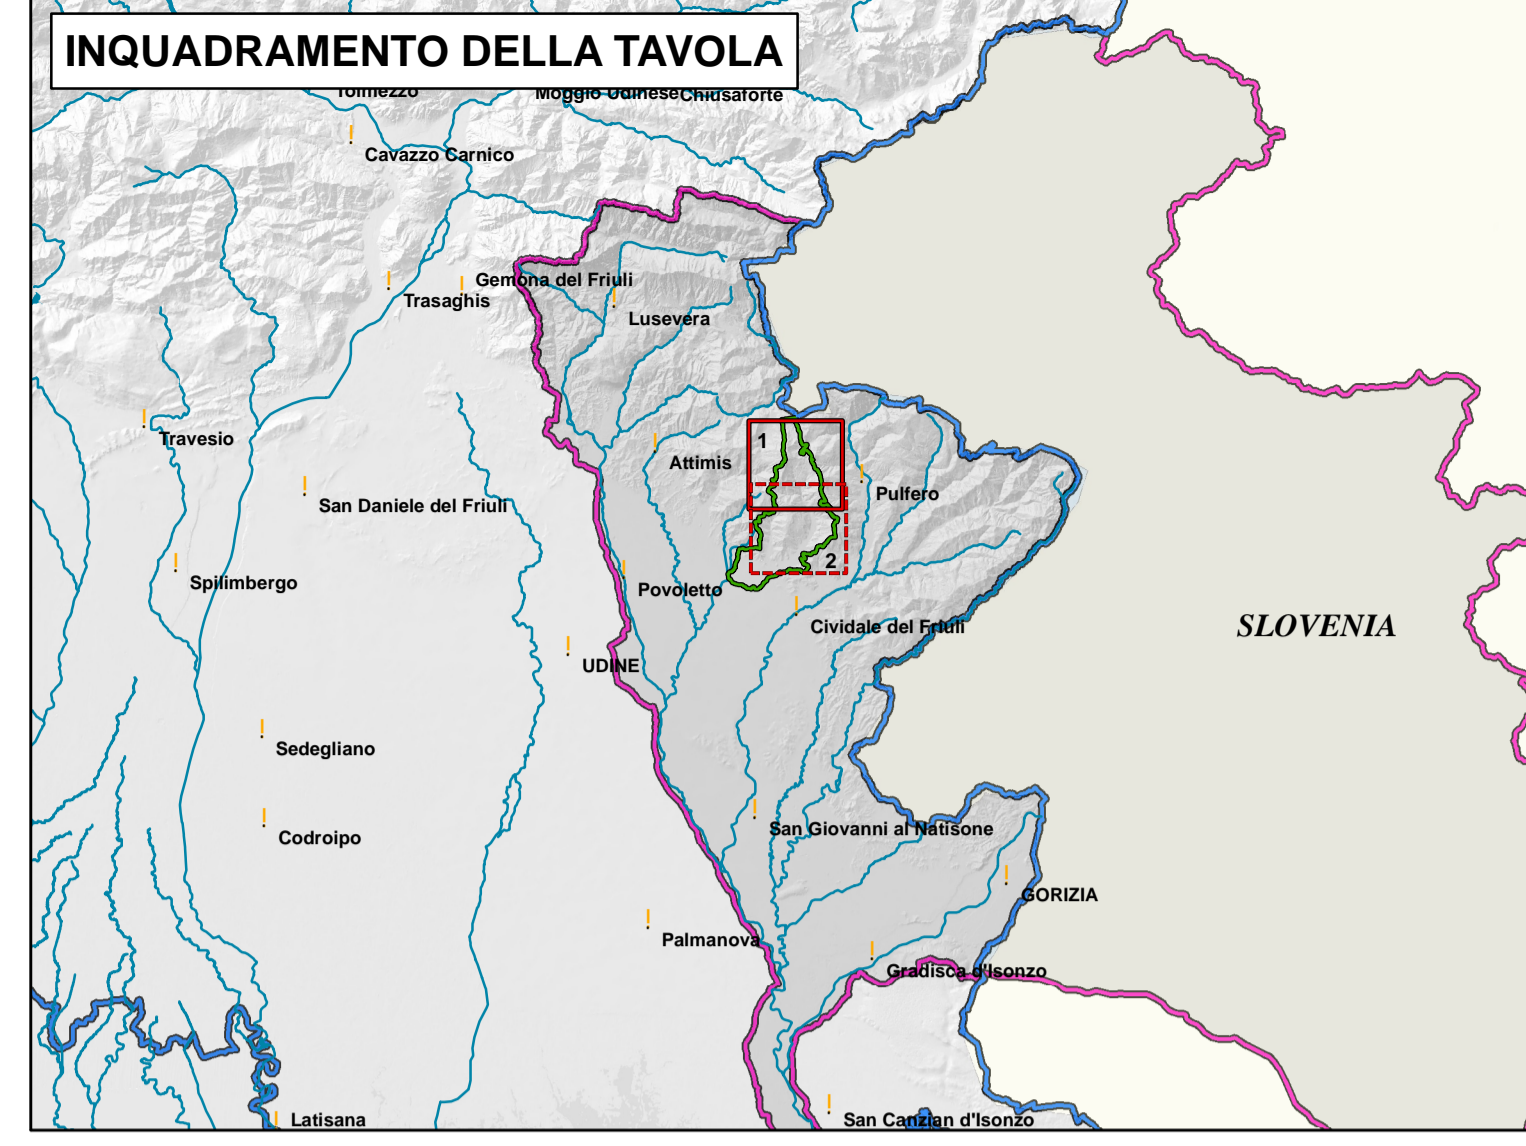 INQUADRAMENTO DELLA TAVOLA
Tolmezzo
Moggio Udinese
Chiusaforte
Cavazzo Carnico
Gemona del Friuli
Trasaghis
Lusevera
Travesio
1
Attimis
Pulfero
San Daniele del Friuli
2
Spilimbergo
Povoletto
Cividale del Friuli
SLOVENIA
UDINE
Sedegliano
San Giovanni al Natisone
Codroipo
GORIZIA
Palmanova
Gradisca d'Isonzo
Latisana
San Canzian d'Isonzo